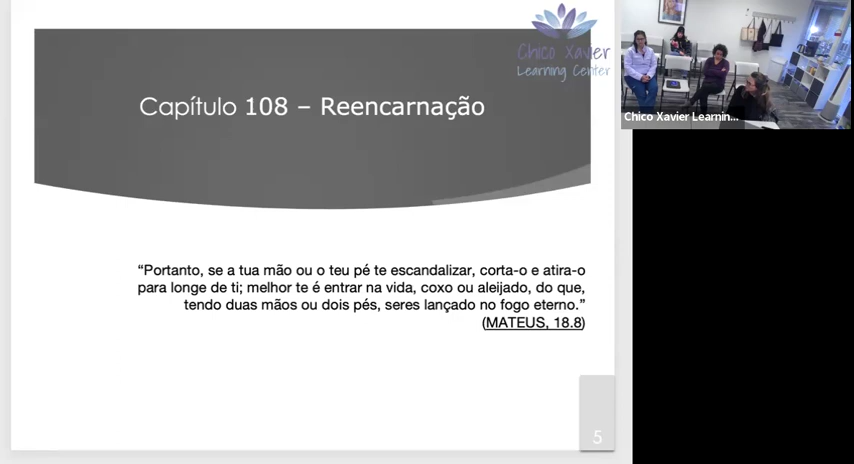 Chico Xavier
Learning Center
Capítulo 108 – Reencarnação
“Portanto, se a tua mão ou o teu pé te escandalizar, corta-o e atira-o
para longe de ti; melhor te é entrar na vida, coxo ou aleijado, do que,
tendo duas mãos ou dois pés, seres lançado no fogo eterno.”
(MATEUS, 18.8)
5
Chico Xavier Learnin...